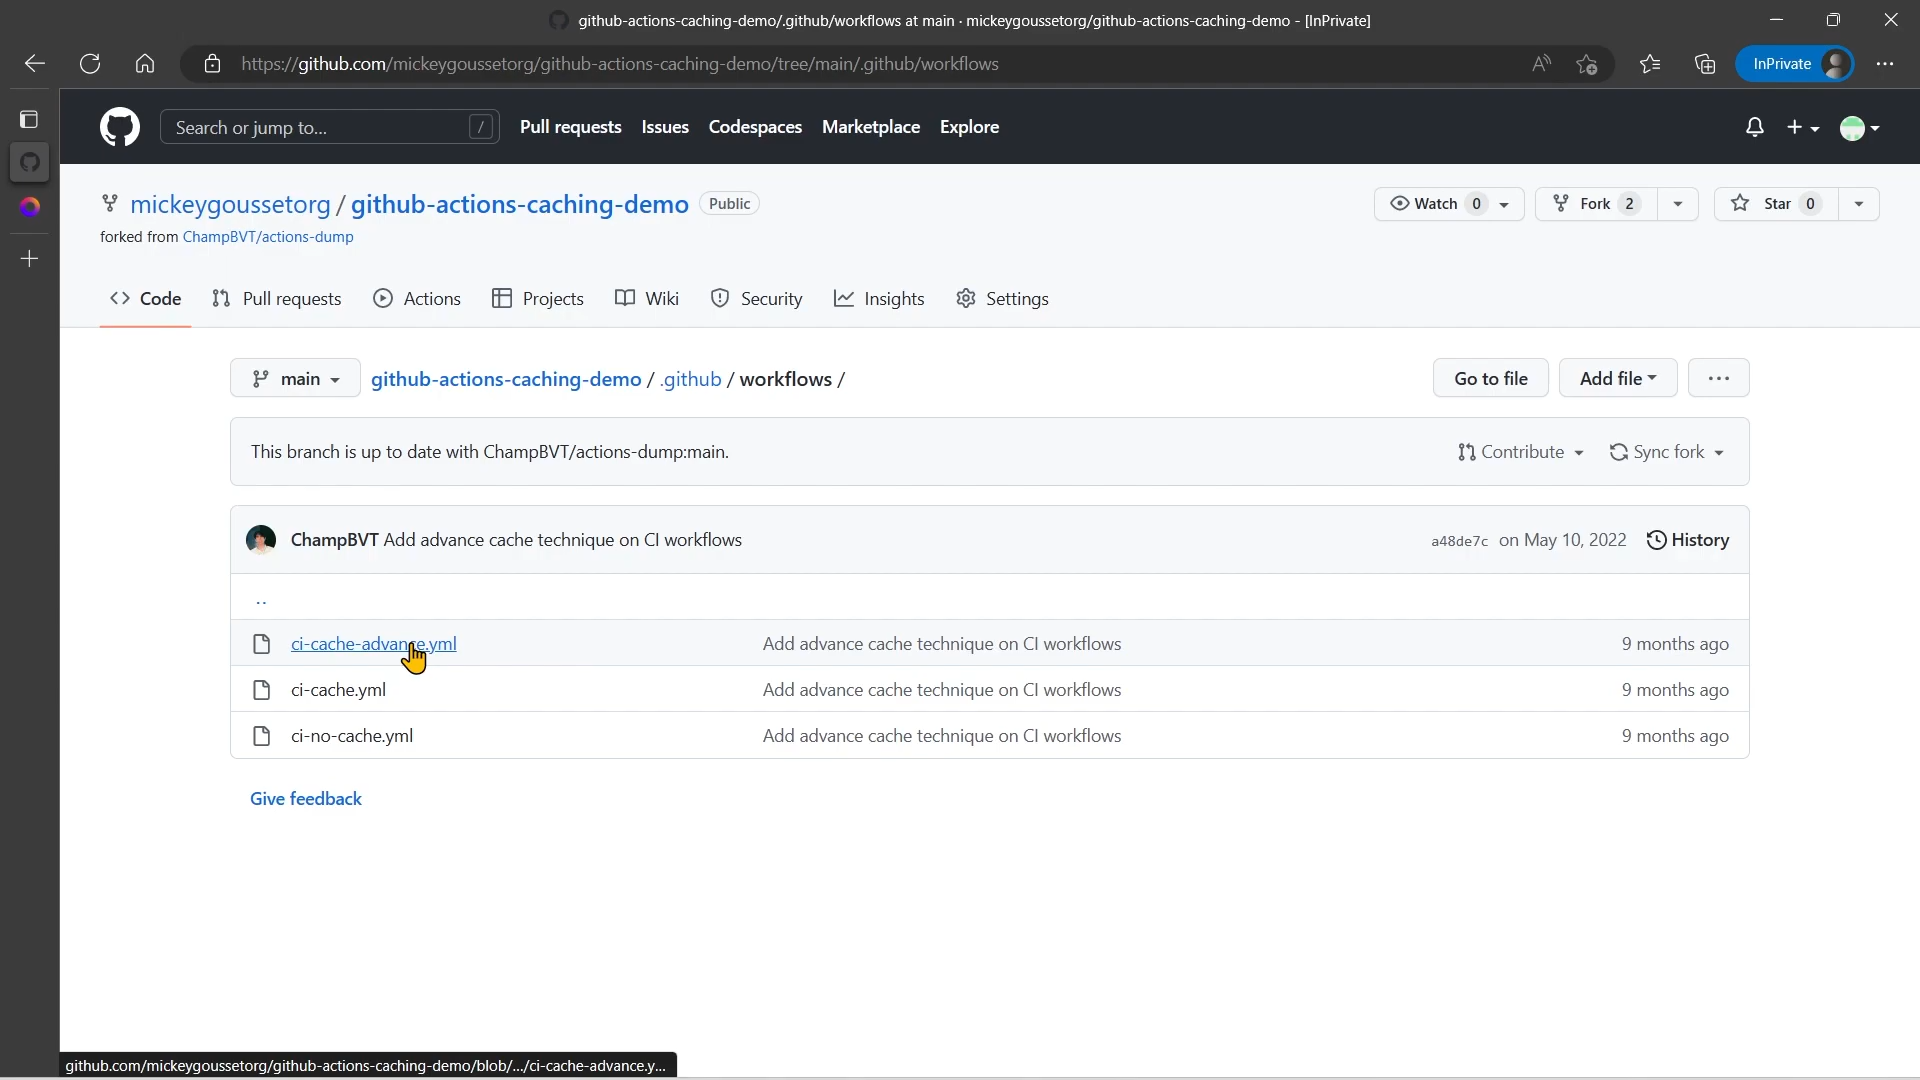 github-actions-caching-demo/.github/workflows at main · mickeygoussetorg/github-actions-caching-demo - [InPrivate]
https://github.com/mickeygoussetorg/github-actions-caching-demo/tree/main/.github/workflows
InPrivate
Search or jump to... / Pull requests Issues Codespaces Marketplace Explore
mickeygoussetorg / github-actions-caching-demo Public Watch 0 Fork 2 Star 0
forked from ChampBVT/actions-dump
Code Pull requests Actions Projects Wiki Security Insights Settings
main github-actions-caching-demo / .github / workflows / Go to file Add file ...
This branch is up to date with ChampBVT/actions-dump:main. Contribute Sync fork
ChampBVT Add advance cache technique on CI workflows a48de7c on May 10, 2022 History
..
ci-cache-advance.yml Add advance cache technique on CI workflows 9 months ago
ci-cache.yml Add advance cache technique on CI workflows 9 months ago
ci-no-cache.yml Add advance cache technique on CI workflows 9 months ago
Give feedback
github.com/mickeygoussetorg/github-actions-caching-demo/blob/.../ci-cache-advance.y...